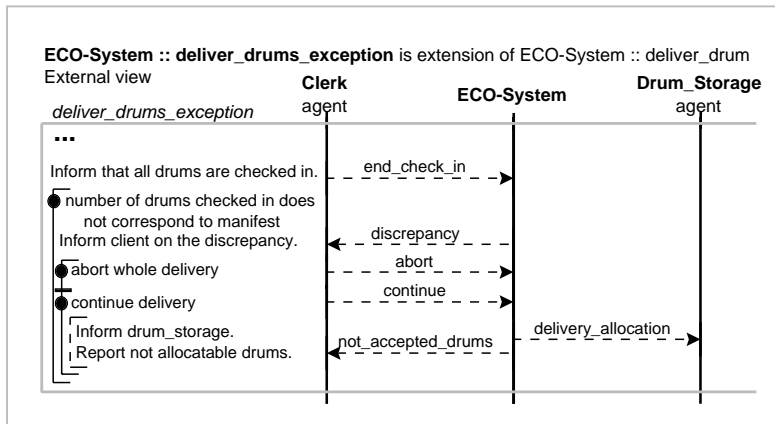 ECO-System :: deliver_drums_exception is extension of ECO-System :: deliver_drum
External view
Clerk
agent
ECO-System
Drum_Storage
agent
deliver_drums_exception
...
Inform that all drums are checked in.
end_check_in
number of drums checked in does
not correspond to manifest
Inform client on the discrepancy.
discrepancy
abort whole delivery
abort
continue delivery
continue
Inform drum_storage.
delivery_allocation
Report not allocatable drums.
not_accepted_drums